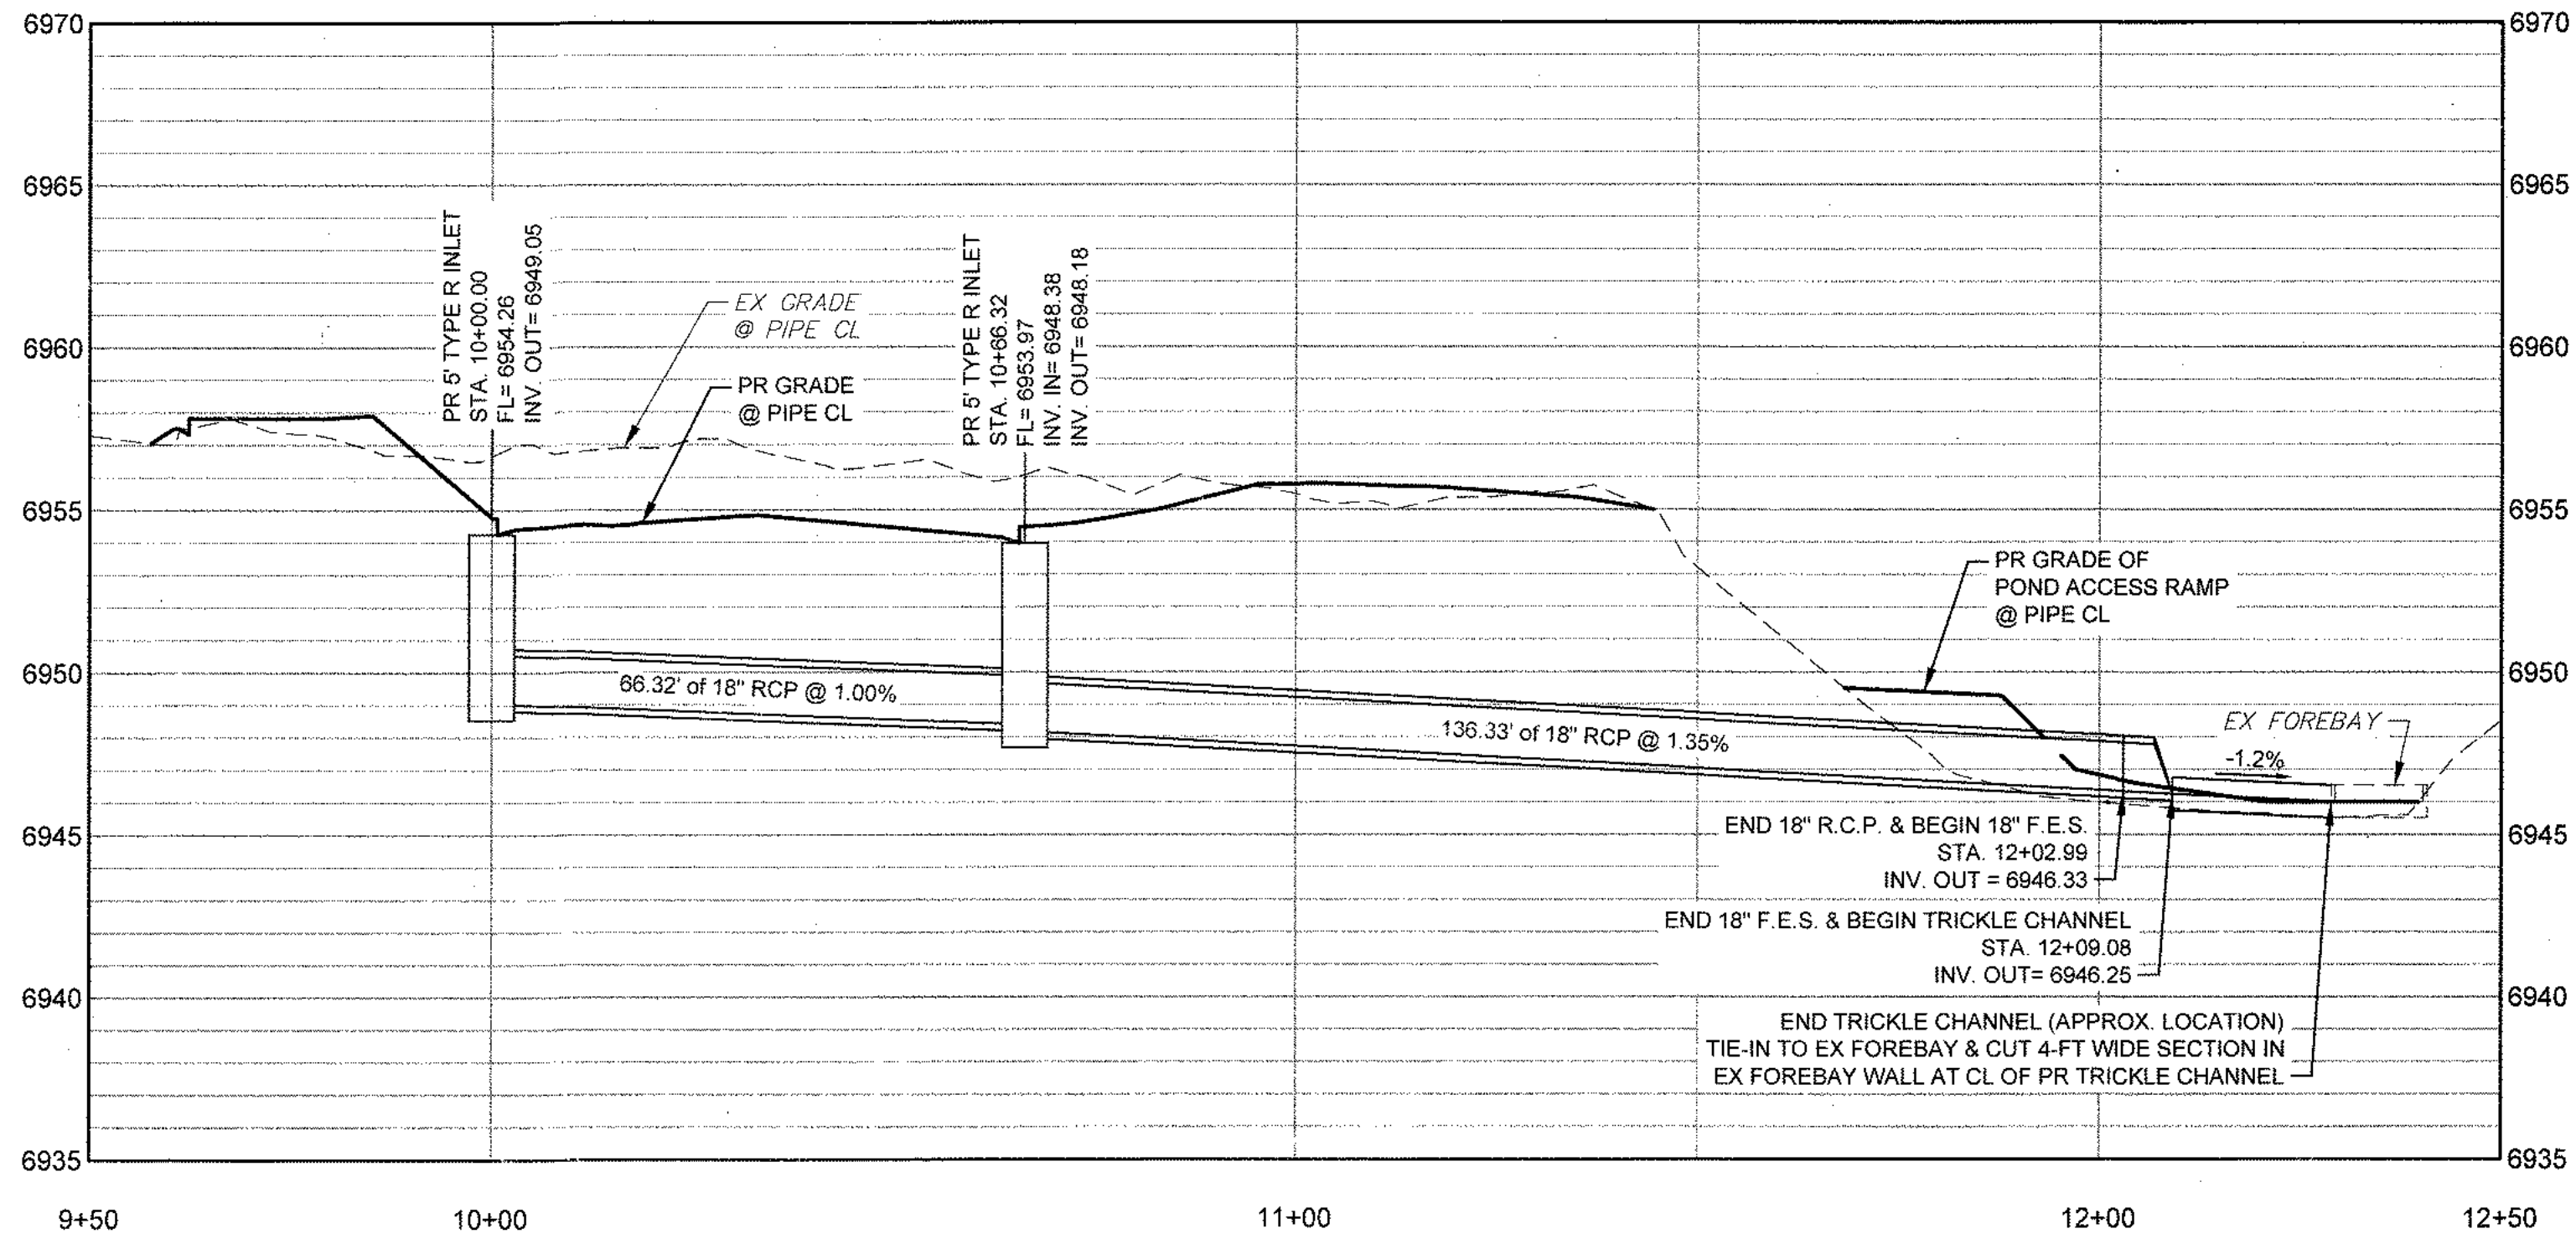 6970
6970
6965
6965
6960
6960
6955
6955
6950
6950
6945
6945
6940
6940
6935
6935
PR 5' TYPE R INLET
STA. 10+00.00
FL= 6954.26
INV. OUT= 6949.05
EX GRADE
@ PIPE CL
PR GRADE
@ PIPE CL
PR 5' TYPE R INLET
STA. 10+66.32
FL= 6953.97
INV. IN= 6948.38
INV. OUT= 6948.18
66.32' of 18" RCP @ 1.00%
136.33' of 18" RCP @ 1.35%
PR GRADE OF
POND ACCESS RAMP
@ PIPE CL
EX FOREBAY
-1.2%
END 18" R.C.P. & BEGIN 18" F.E.S.
STA. 12+02.99
INV. OUT = 6946.33
END 18" F.E.S. & BEGIN TRICKLE CHANNEL
STA. 12+09.08
INV. OUT= 6946.25
END TRICKLE CHANNEL (APPROX. LOCATION)
TIE-IN TO EX FOREBAY & CUT 4-FT WIDE SECTION IN
EX FOREBAY WALL AT CL OF PR TRICKLE CHANNEL
9+50
10+00
11+00
12+00
12+50